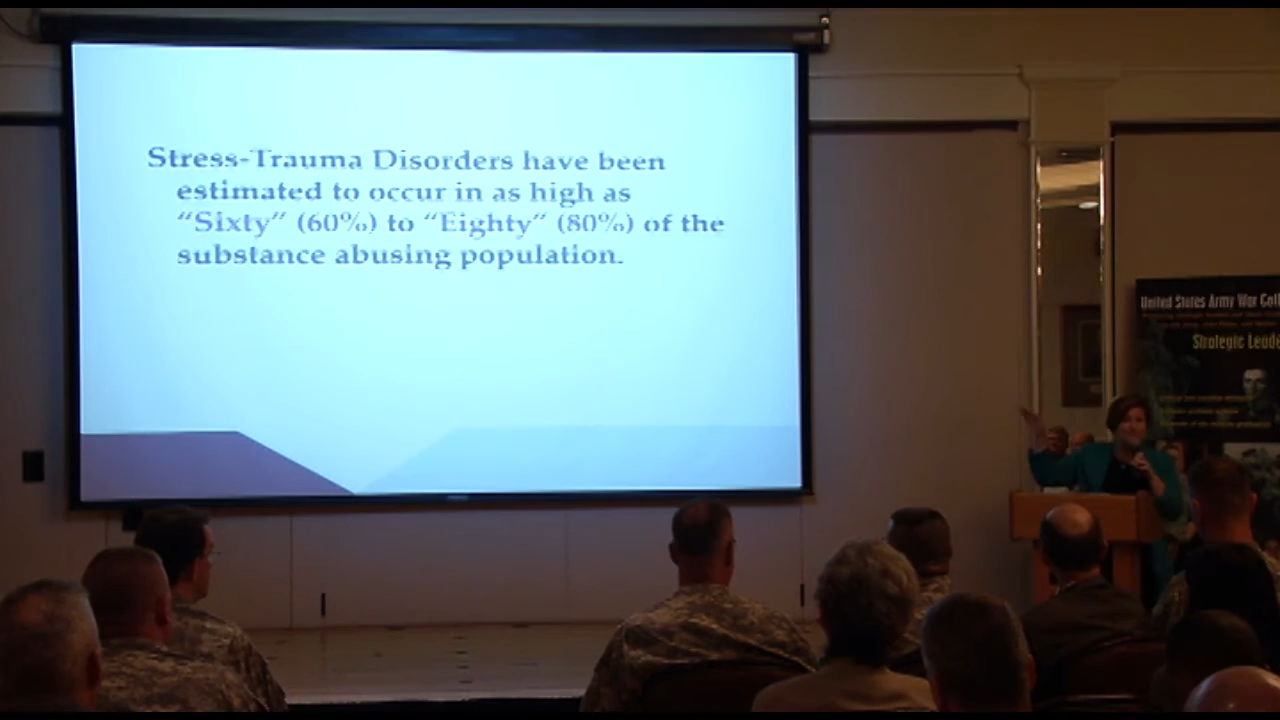 Stress-Trauma Disorders have been
estimated to occur in as high as
“Sixty” (60%) to “Eighty” (80%) of the
substance abusing population.
United States Army War Coll
Strategic Leade